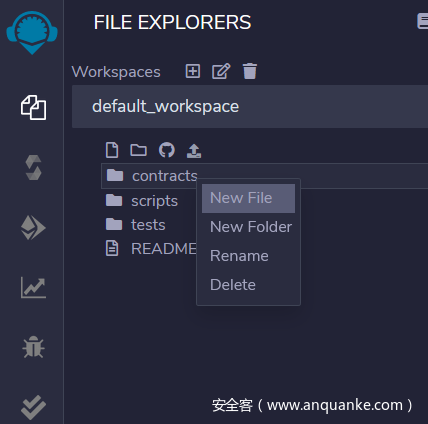 FILE EXPLORERS
Workspaces
default_workspace
contracts
New File
scripts
New Folder
tests
README
Rename
Delete
安全客（www.anquanke.com）